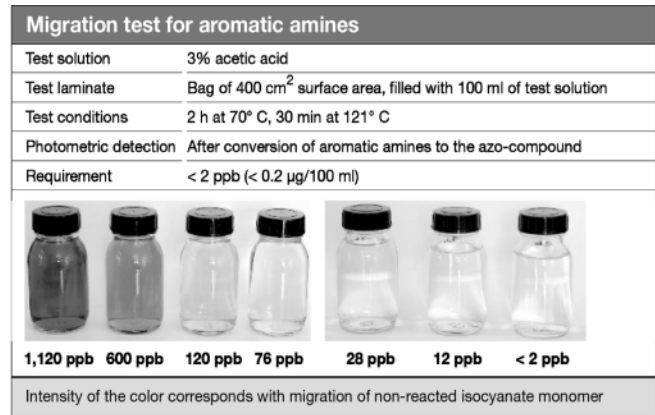 Migration test for aromatic amines
Test solution 3% acetic acid
Test laminate Bag of 400 cm² surface area, filled with 100 ml of test solution
Test conditions 2 h at 70° C, 30 min at 121° C
Photometric detection After conversion of aromatic amines to the azo-compound
Requirement < 2 ppb (< 0.2 µg/100 ml)
1,120 ppb 600 ppb 120 ppb 76 ppb 28 ppb 12 ppb < 2 ppb
Intensity of the color corresponds with migration of non-reacted isocyanate monomer